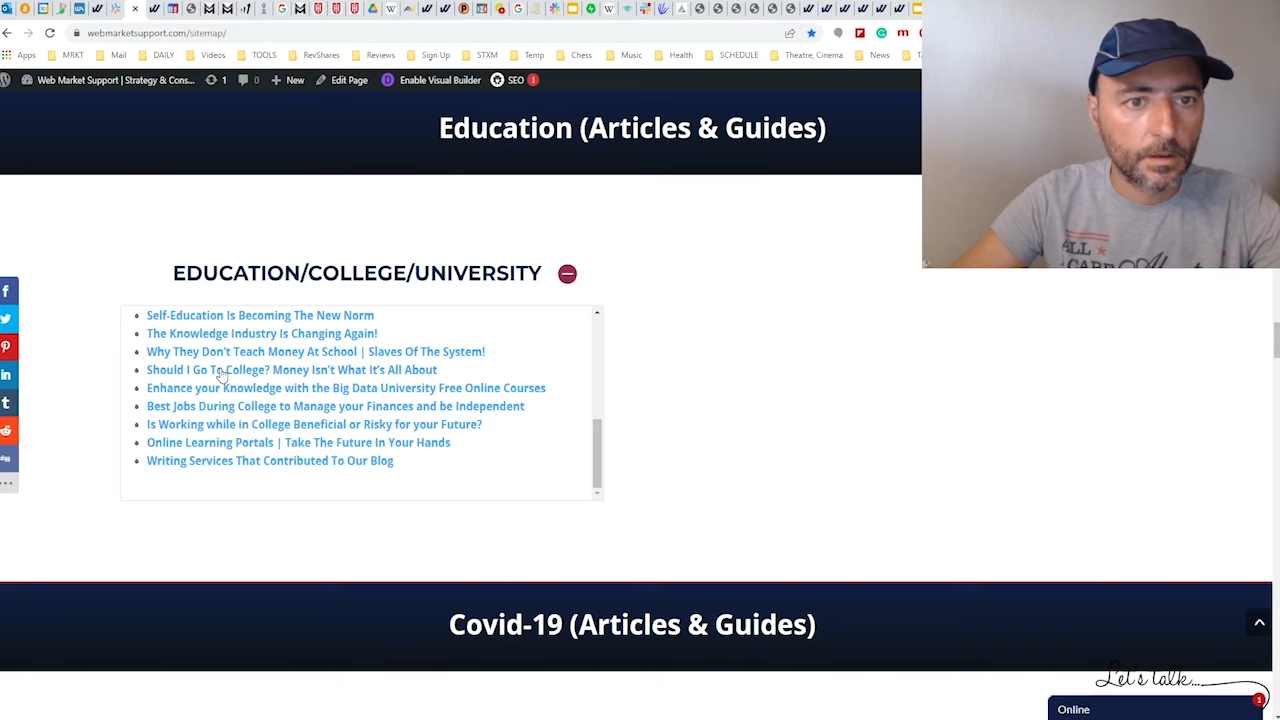 webmarketsupport.com/sitemap/
Apps MRKT Mail DAILY Videos TOOLS RevShares Reviews Sign Up STXM Temp Chess Music Health SCHEDULE Theatre, Cinema News
Web Market Support | Strategy & Cons... 1 0 New Edit Page Enable Visual Builder SEO !
Education (Articles & Guides)
EDUCATION/COLLEGE/UNIVERSITY
Self-Education Is Becoming The New Norm
The Knowledge Industry Is Changing Again!
Why They Don't Teach Money At School | Slaves Of The System!
Should I Go To College? Money Isn't What It's All About
Enhance your Knowledge with the Big Data University Free Online Courses
Best Jobs During College to Manage your Finances and be Independent
Is Working while in College Beneficial or Risky for your Future?
Online Learning Portals | Take The Future In Your Hands
Writing Services That Contributed To Our Blog
Covid-19 (Articles & Guides)
Let's talk...
Online 1